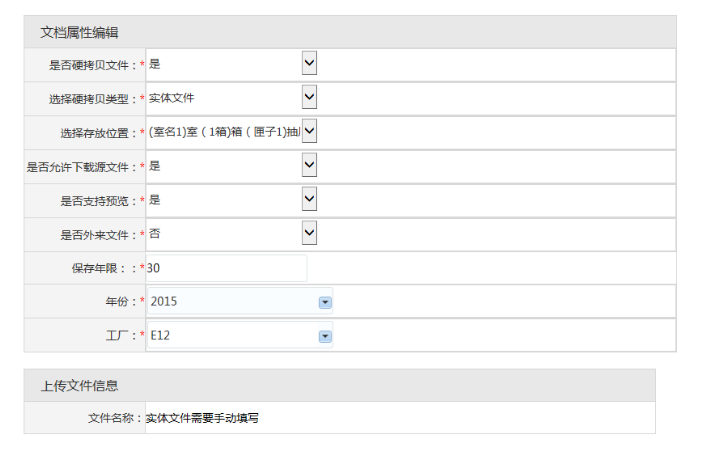 文档属性编辑
是否硬拷贝文件：* 是
选择硬拷贝类型：* 实体文件
选择存放位置：* (室名1)室（1箱)箱（匣子1)抽
是否允许下载源文件：* 是
是否支持预览：* 是
是否外来文件：* 否
保存年限：：* 30
年份：* 2015
工厂：* E12
上传文件信息
文件名称：实体文件需要手动填写